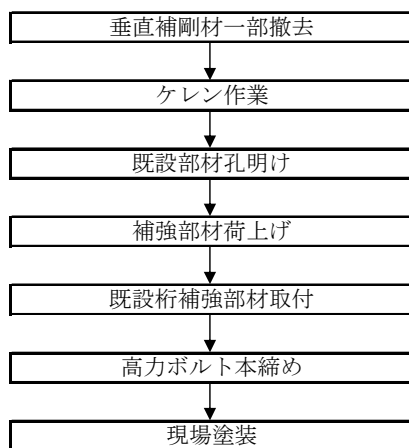 垂直補剛材一部撤去
ケレン作業
既設部材孔明け
補強部材荷上げ
既設桁補強部材取付
高力ボルト本締め
現場塗装